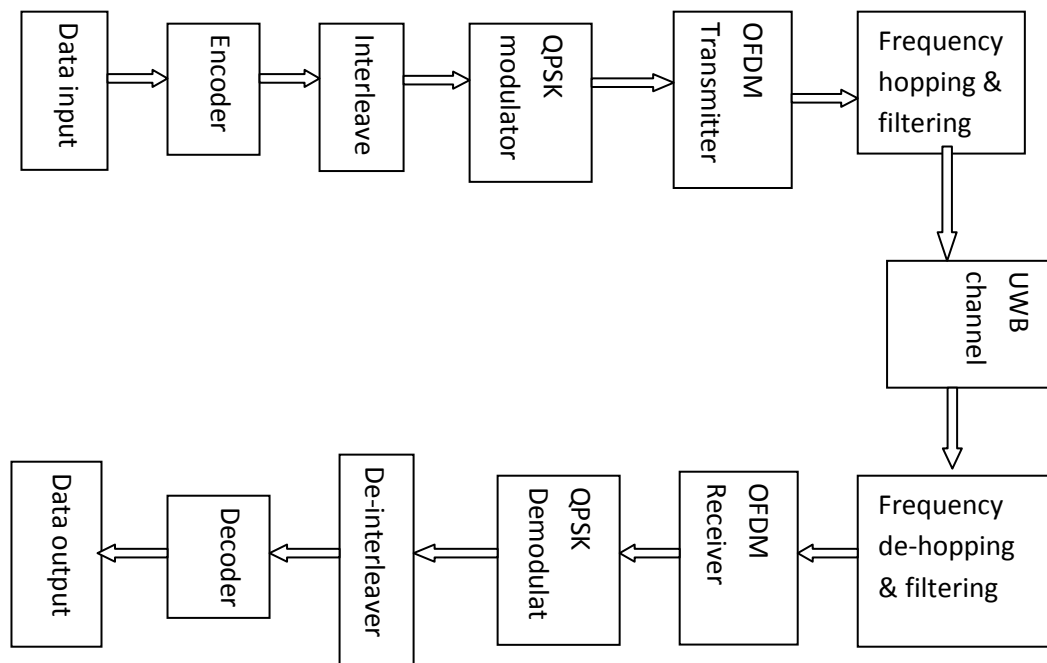 Data input
Encoder
Interleave
QPSK
modulator
OFDM
Transmitter
Frequency
hopping &
filtering
UWB
channel
Frequency
de-hopping
& filtering
OFDM
Receiver
QPSK
Demodulat
De-interleaver
Decoder
Data output